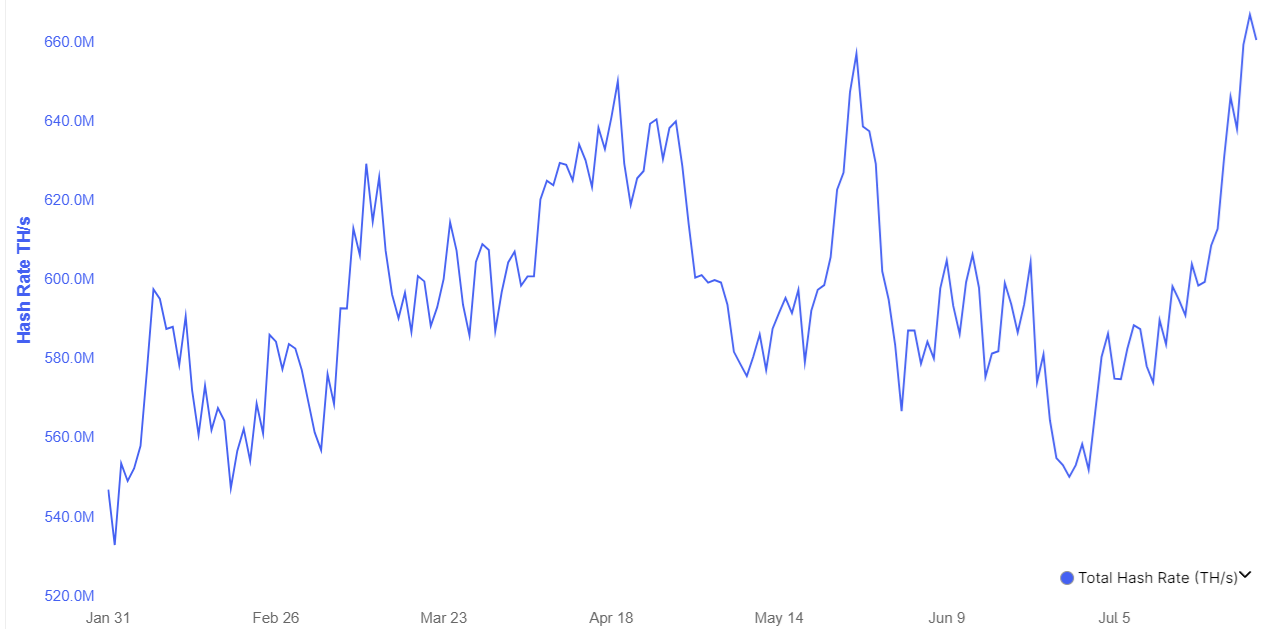 660.0M
640.0M
620.0M
600.0M
580.0M
560.0M
540.0M
520.0M
Hash Rate TH/s
Total Hash Rate (TH/s)
Jan 31 Feb 26 Mar 23 Apr 18 May 14 Jun 9 Jul 5